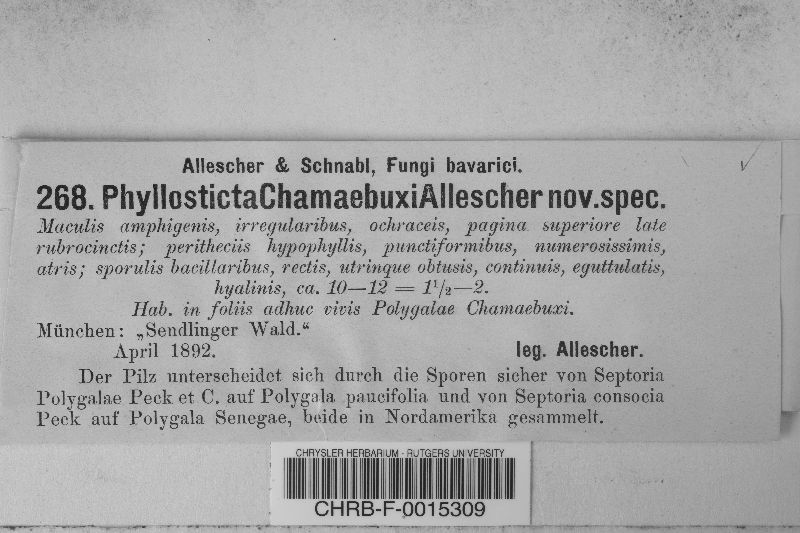 Allescher & Schnabl, Fungi bavarici.
268. Phyllosticta Chamaebuxi Allescher nov. spec.
Maculis amphigenis, irregularibus, ochraceis, pagina superiore late
rubrocinctis; peritheciis hypophyllis, punctiformibus, numerosissimis,
atris; sporulis bacillaribus, rectis, utrinque obtusis, continuis, eguttulatis,
hyalinis, ca. 10—12 = 1¹/₂—2.
Hab. in foliis adhuc vivis Polygalae Chamaebuxi.
München: „Sendlinger Wald.“
April 1892. leg. Allescher.
Der Pilz unterscheidet sich durch die Sporen sicher von Septoria
Polygalae Peck et C. auf Polygala paucifolia und von Septoria consocia
Peck auf Polygala Senegae, beide in Nordamerika gesammelt.
CHRYSLER HERBARIUM - RUTGERS UNIVERSITY
CHRB-F-0015309